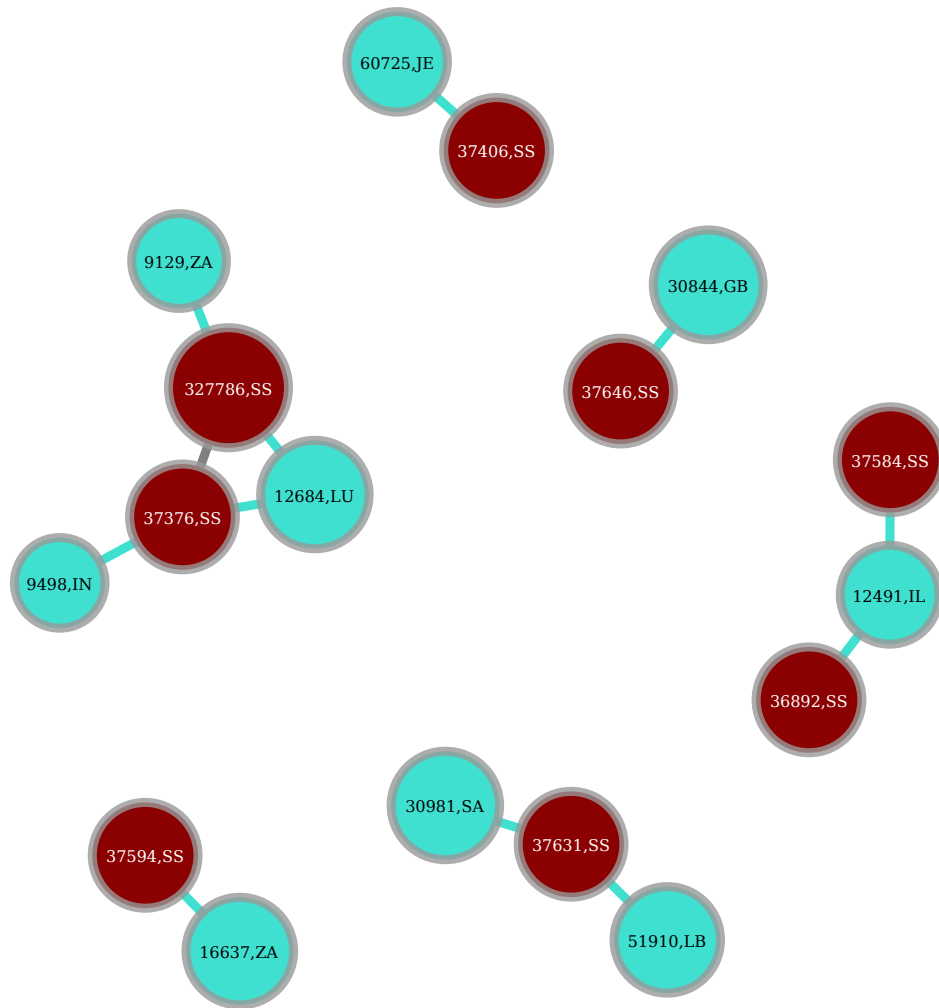 60725,JE
37406,SS
9129,ZA
30844,GB
327786,SS
37646,SS
37584,SS
12684,LU
37376,SS
9498,IN
12491,IL
36892,SS
30981,SA
37631,SS
37594,SS
51910,LB
16637,ZA